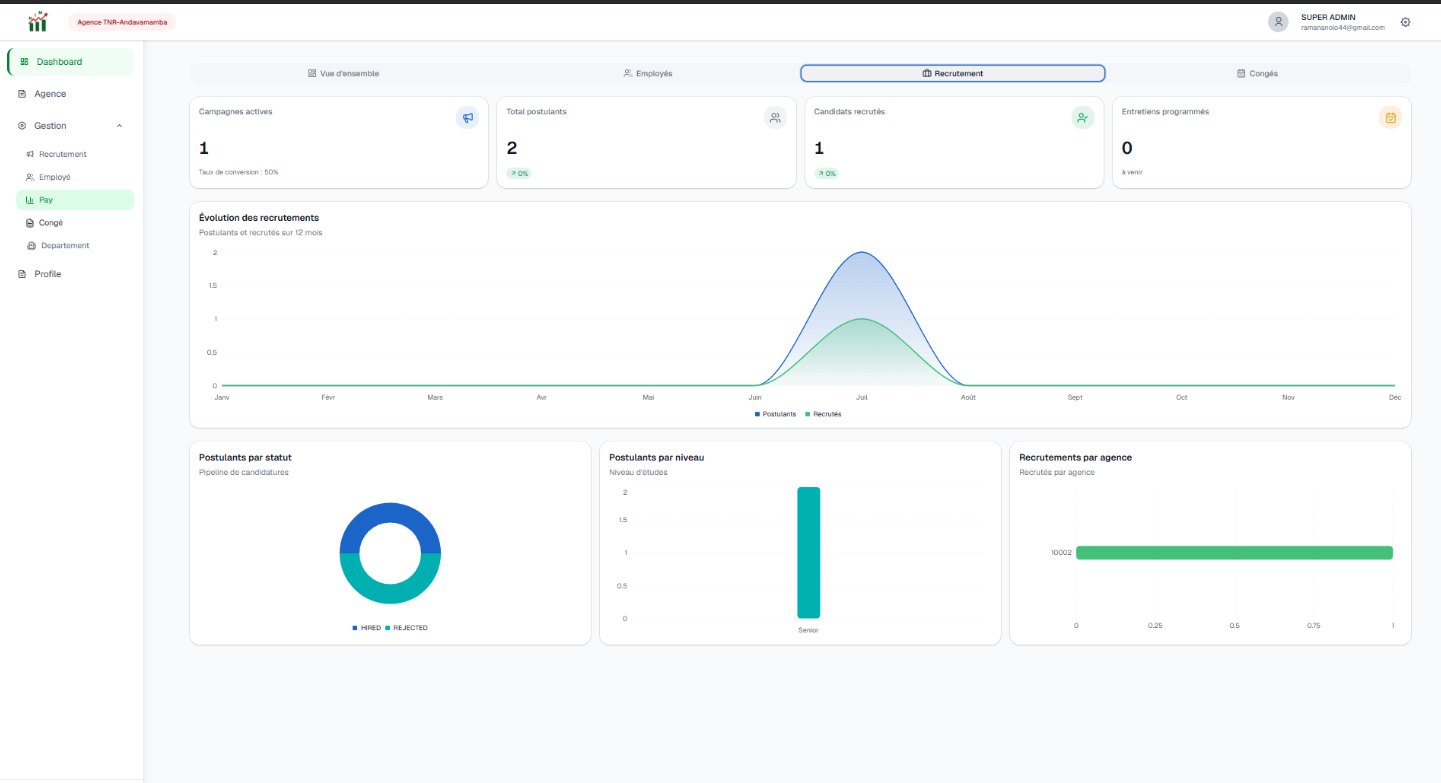 Agence TNR-Andavamamba
SUPER ADMIN
ramananoio44@gmail.com
Dashboard
Agence
Gestion
Recrutement
Employé
Pay
Congé
Departement
Profile
Vue d'ensemble
Employés
Recrutement
Congés
Campagnes actives
1
Taux de conversion : 50%
Total postulants
2
0%
Candidats recrutés
1
0%
Entretiens programmés
0
à venir
Évolution des recrutements
Postulants et recrutés sur 12 mois
2
1.5
1
0.5
0
Janv Févr Mars Avr Mai Juin Juil Août Sept Oct Nov Déc
Postulants Recrutés
Postulants par statut
Pipeline de candidatures
HIRED REJECTED
Postulants par niveau
Niveau d'études
2
1.5
1
0.5
0
Senior
Recrutements par agence
Recrutés par agence
10002
0 0.25 0.5 0.75 1